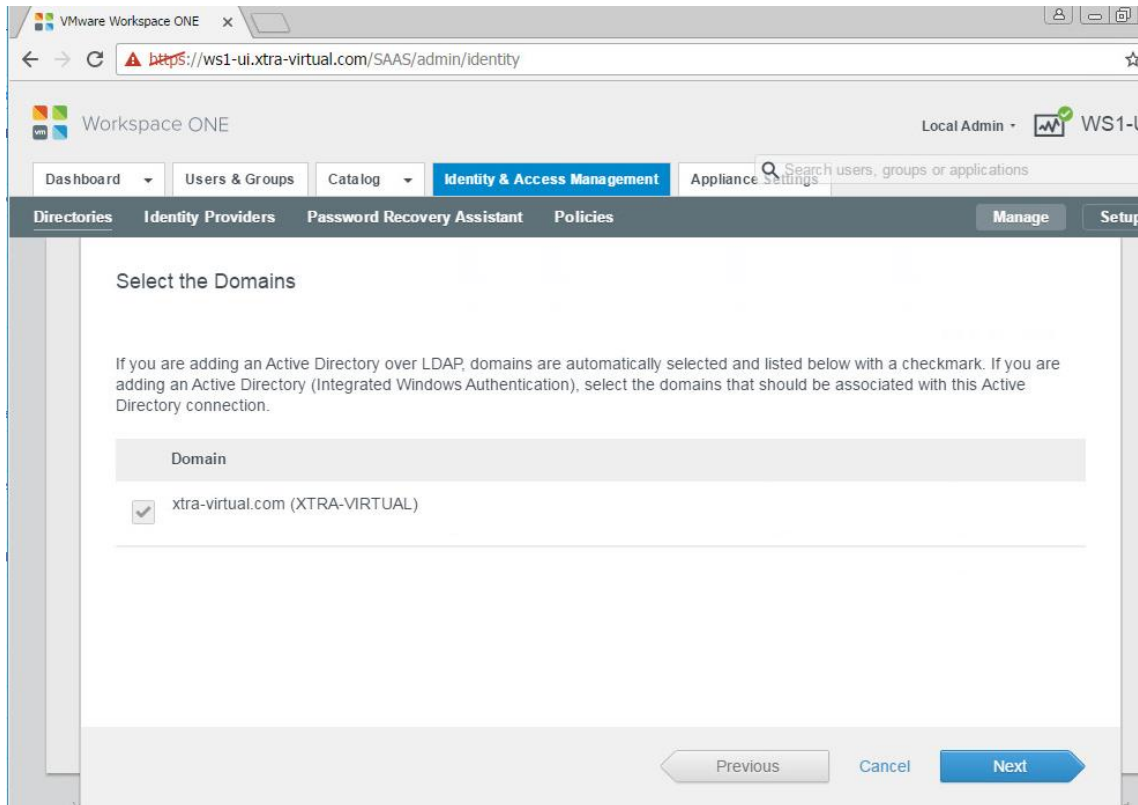 VMware Workspace ONE
https://ws1-ui.xtra-virtual.com/SAAS/admin/identity
vm
Workspace ONE
Local Admin
WS1-U
Dashboard
Users & Groups
Catalog
Identity & Access Management
Appliance Settings
Search users, groups or applications
Directories
Identity Providers
Password Recovery Assistant
Policies
Manage
Setup
Select the Domains
If you are adding an Active Directory over LDAP, domains are automatically selected and listed below with a checkmark. If you are
adding an Active Directory (Integrated Windows Authentication), select the domains that should be associated with this Active
Directory connection.
Domain
xtra-virtual.com (XTRA-VIRTUAL)
Previous
Cancel
Next